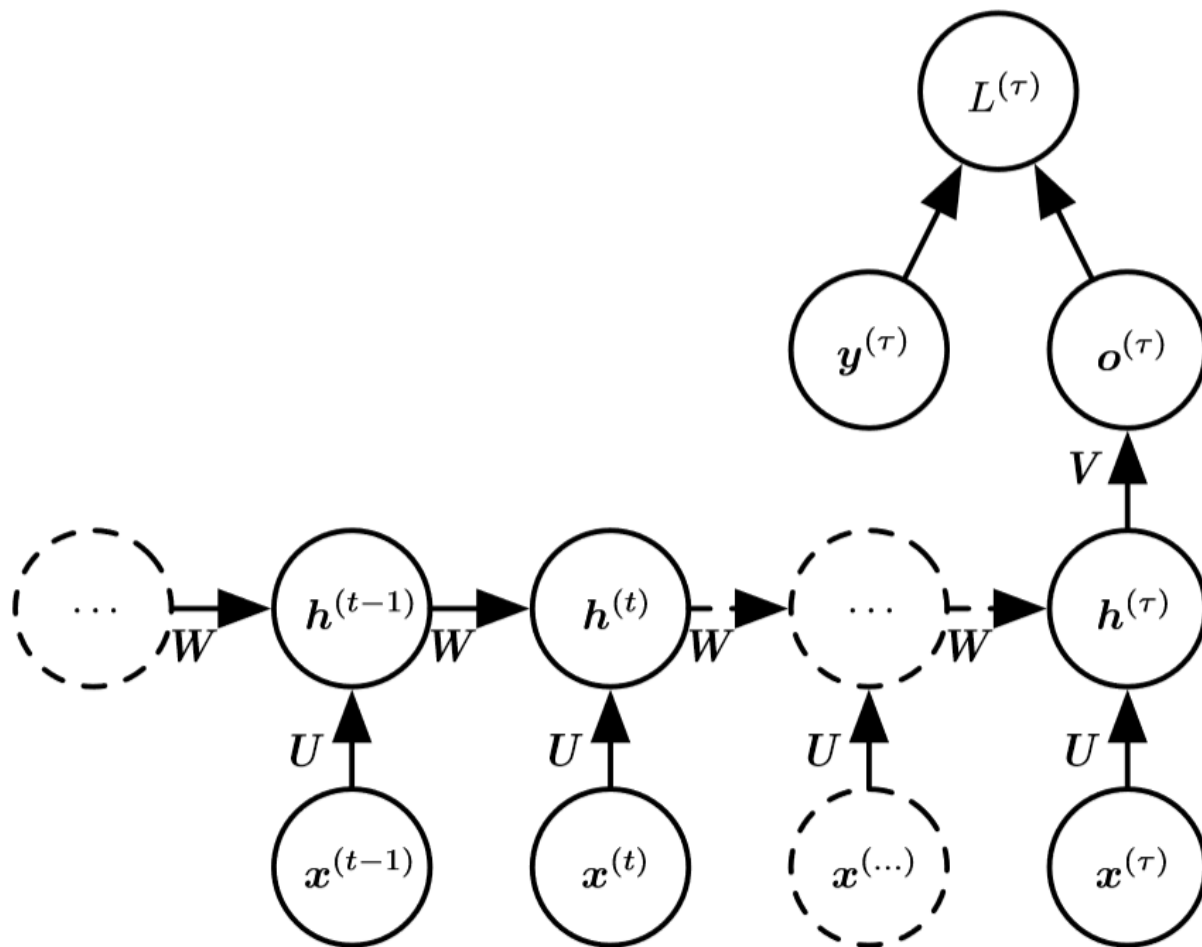 L^(τ)
y^(τ) o^(τ)
V
... h^(t−1) h^(t) ... h^(τ)
W W W W
U U U U
x^(t−1) x^(t) x^(...) x^(τ)